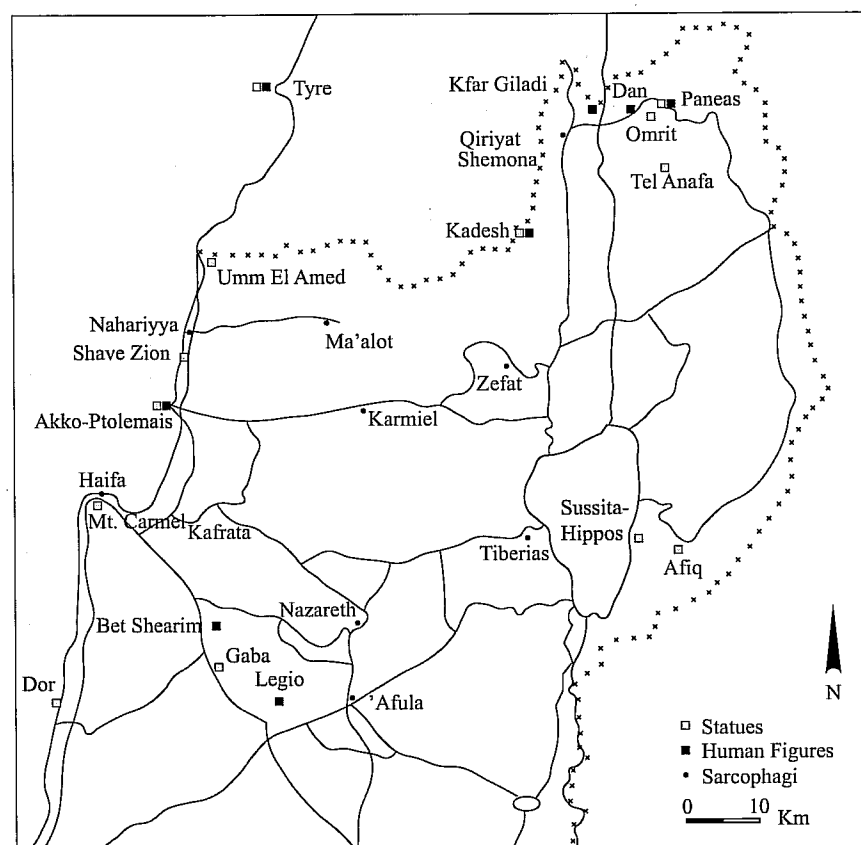 Tyre
Kfar Giladi
Dan
Paneas
Omrit
Qiriyat
Shemona
Tel Anafa
Kadesh
Umm El Amed
Nahariyya
Ma'alot
Shave Zion
Zefat
Akko-Ptolemais
Karmiel
Haifa
Mt. Carmel
Kafrata
Sussita-
Hippos
Tiberias
Afiq
Nazareth
Bet Shearim
Gaba
Dor
Legio
'Afula
N
Statues
Human Figures
Sarcophagi
0 10
Km